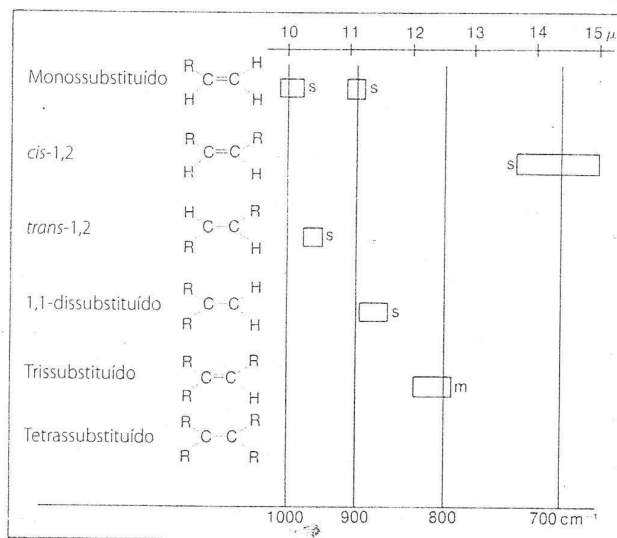 10 11 12 13 14 15 μ
Monossubstituído R H C=C H H s s
cis-1,2 R R C=C H H s
trans-1,2 H R C-C R H s
1,1-dissubstituído R H C-C R H s
Trissubstituído R R C=C R H m
Tetrassubstituído R R C-C R R
1000 900 800 700 cm⁻¹